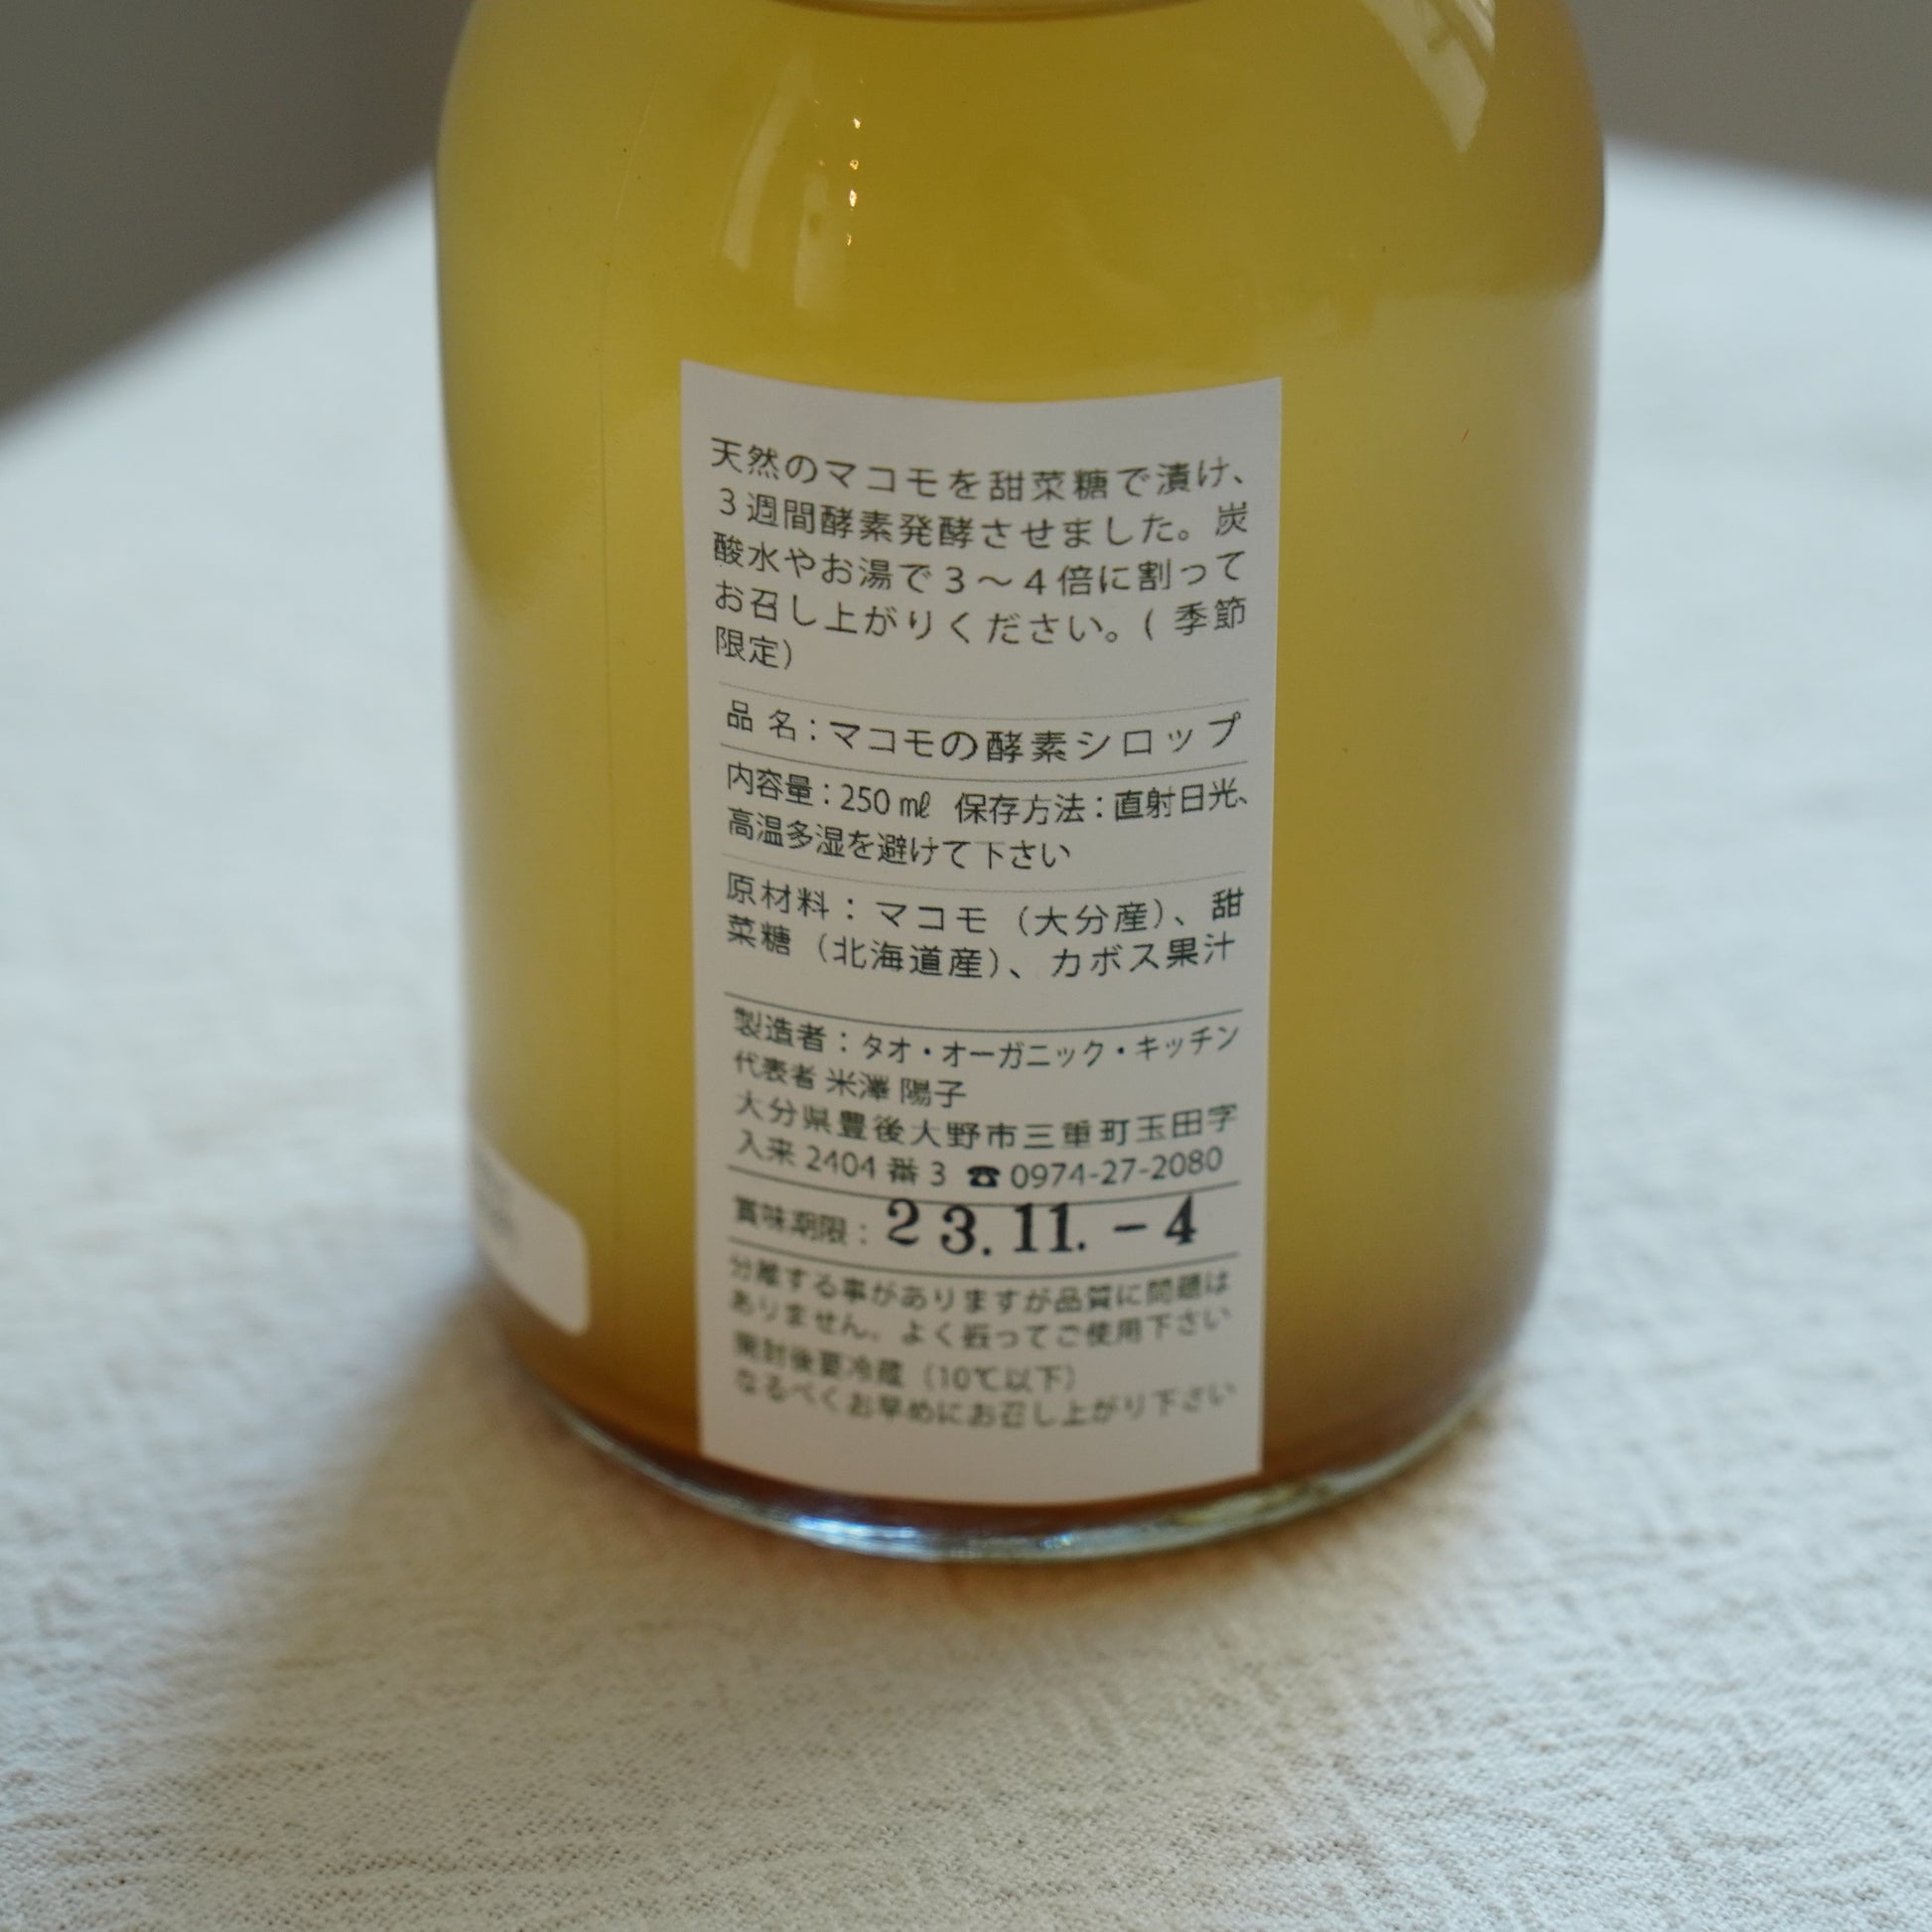 天然のマコモを甜菜糖で漬け、
3週間酵素発酵させました。炭
酸水やお湯で3〜4倍に割って
お召し上がりください。( 季節
限定)
品 名：マコモの酵素シロップ
内容量：250 ㎖ 保存方法：直射日光、
高温多湿を避けて下さい
原材料：マコモ（大分産）、甜
菜糖（北海道産）、カボス果汁
製造者：タオ・オーガニック・キッチン
代表者 米澤 陽子
大分県豊後大野市三重町玉田字
入来 2404 番 3 ☎ 0974-27-2080
賞味期限：23.11.-4
分離する事がありますが品質に問題は
ありません。よく振ってご使用下さい
開封後要冷蔵（10℃以下）
なるべくお早めにお召し上がり下さい